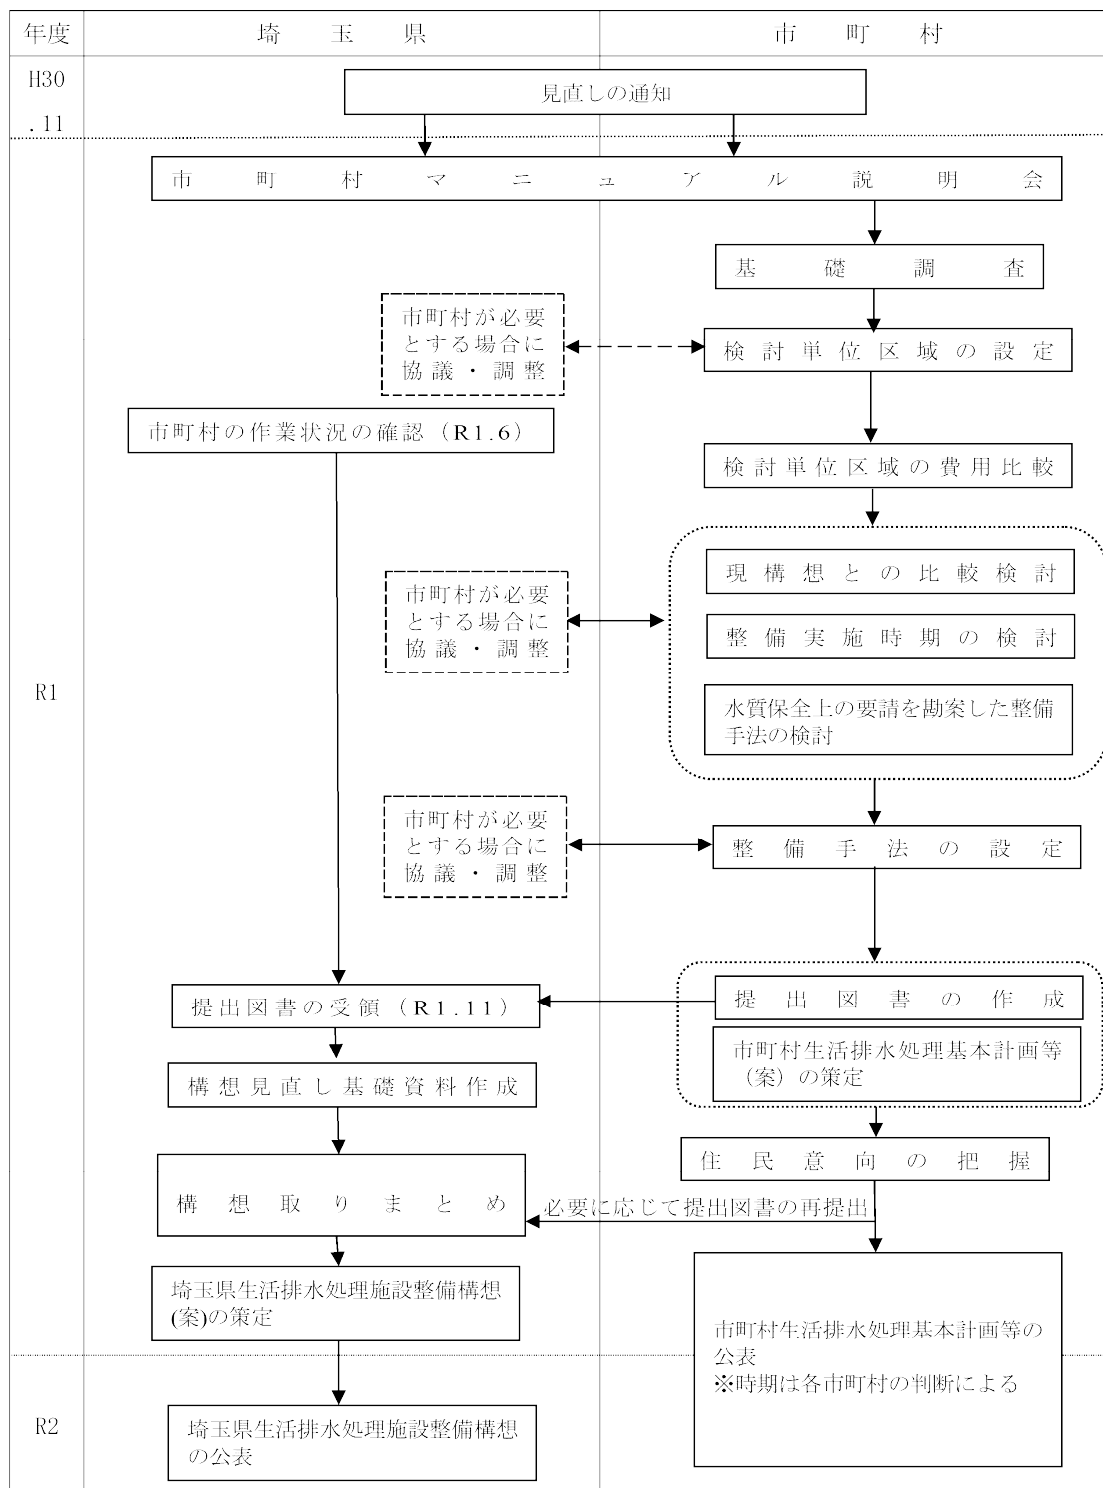 年度 埼玉県 市町村
H30
.11
見直しの通知
市町村マニュアル説明会
基礎調査
市町村が必要
とする場合に
協議・調整
検討単位区域の設定
市町村の作業状況の確認（R1.6）
検討単位区域の費用比較
現構想との比較検討
市町村が必要
とする場合に
協議・調整
整備実施時期の検討
R1
水質保全上の要請を勘案した整備
手法の検討
市町村が必要
とする場合に
協議・調整
整備手法の設定
提出図書の受領（R1.11）
提出図書の作成
市町村生活排水処理基本計画等
（案）の策定
構想見直し基礎資料作成
住民意向の把握
構想取りまとめ
必要に応じて提出図書の再提出
埼玉県生活排水処理施設整備構想
(案)の策定
市町村生活排水処理基本計画等の
公表
※時期は各市町村の判断による
R2
埼玉県生活排水処理施設整備構想
の公表